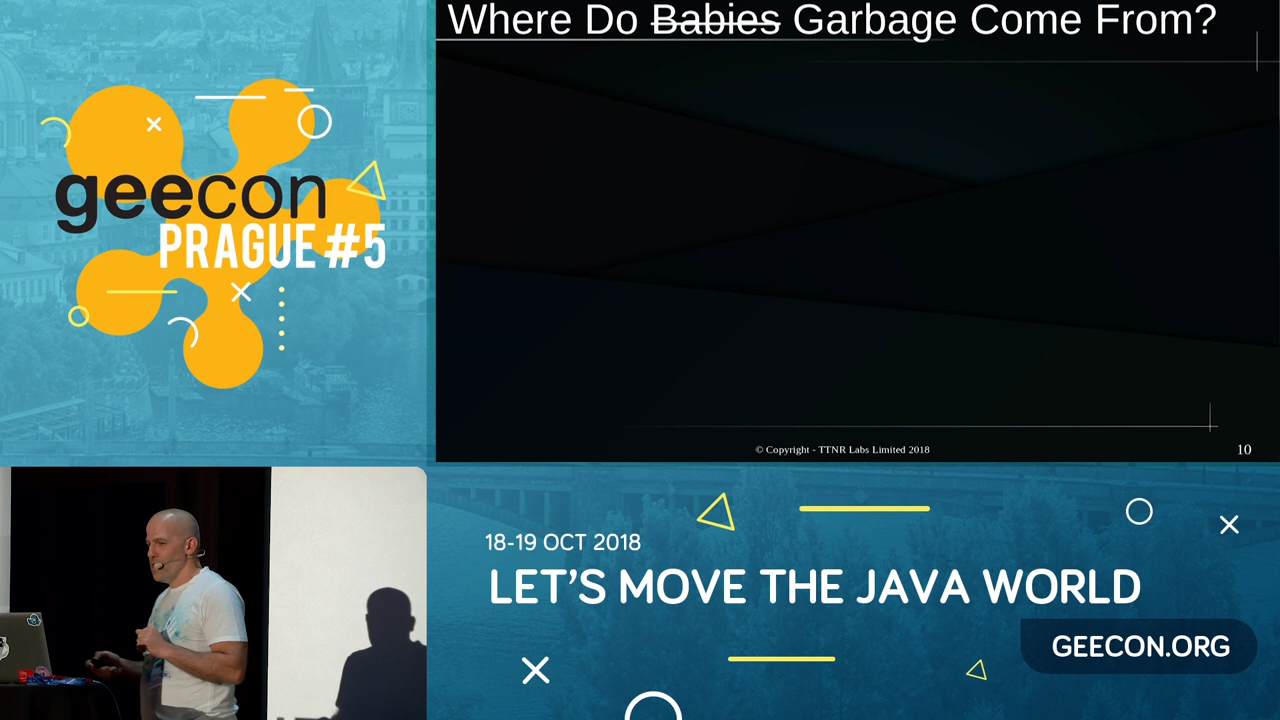 Where Do Babies Garbage Come From?
geecon
PRAGUE #5
© Copyright - TTNR Labs Limited 2018
10
18-19 OCT 2018
LET'S MOVE THE JAVA WORLD
GEECON.ORG